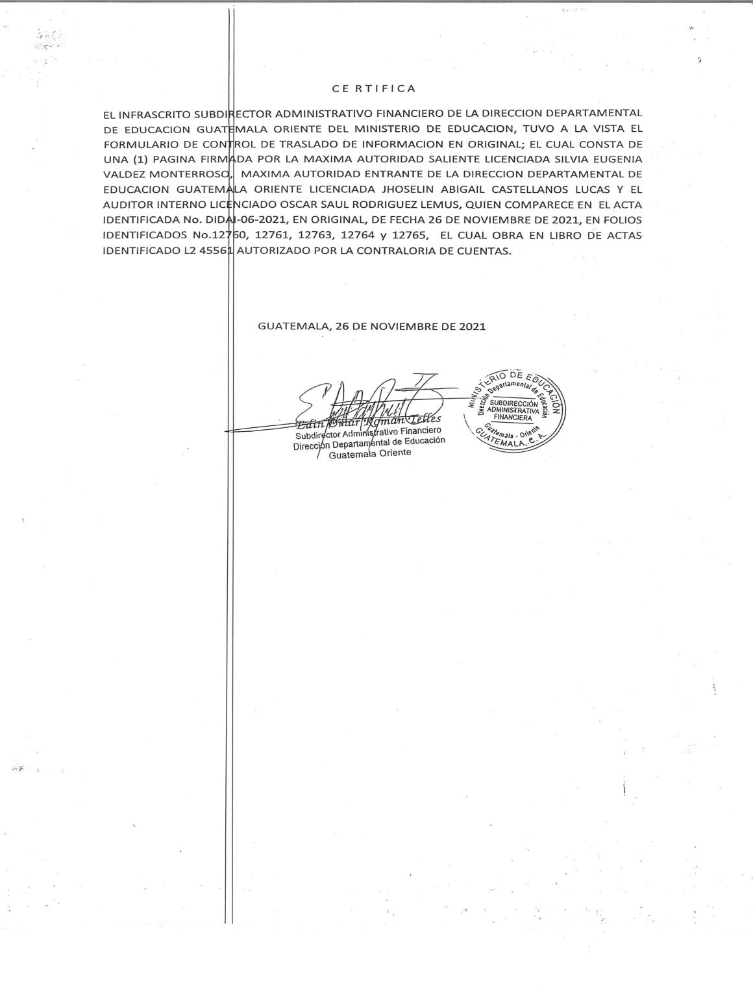 CE RTIFICA
EL INFRASCRITO SUBDIRECTOR ADMINISTRATIVO FINANCIERO DE LA DIRECCION DEPARTAMENTAL
DE EDUCACION GUATEMALA ORIENTE DEL MINISTERIO DE EDUCACION, TUVO A LA VISTA EL
FORMULARIO DE CONTROL DE TRASLADO DE INFORMACION EN ORIGINAL; EL CUAL CONSTA DE
UNA (1) PAGINA FIRMADA POR LA MAXIMA AUTORIDAD SALIENTE LICENCIADA SILVIA EUGENIA
VALDEZ MONTERROSO, MAXIMA AUTORIDAD ENTRANTE DE LA DIRECCION DEPARTAMENTAL DE
EDUCACION GUATEMALA ORIENTE LICENCIADA JHOSELIN ABIGAIL CASTELLANOS LUCAS Y EL
AUDITOR INTERNO LICENCIADO OSCAR SAUL RODRIGUEZ LEMUS, QUIEN COMPARECE EN EL ACTA
IDENTIFICADA No. DIDAI-06-2021, EN ORIGINAL, DE FECHA 26 DE NOVIEMBRE DE 2021, EN FOLIOS
IDENTIFICADOS No.12760, 12761, 12763, 12764 y 12765, EL CUAL OBRA EN LIBRO DE ACTAS
IDENTIFICADO L2 45561 AUTORIZADO POR LA CONTRALORIA DE CUENTAS.
GUATEMALA, 26 DE NOVIEMBRE DE 2021
Edin Omar Román Telles
Subdirector Administrativo Financiero
Dirección Departamental de Educación
Guatemala Oriente
MINISTERIO DE EDUCACIÓN
Dirección Departamental de Educación
SUBDIRECCIÓN
ADMINISTRATIVA
FINANCIERA
Guatemala - Oriente
GUATEMALA, C. A.